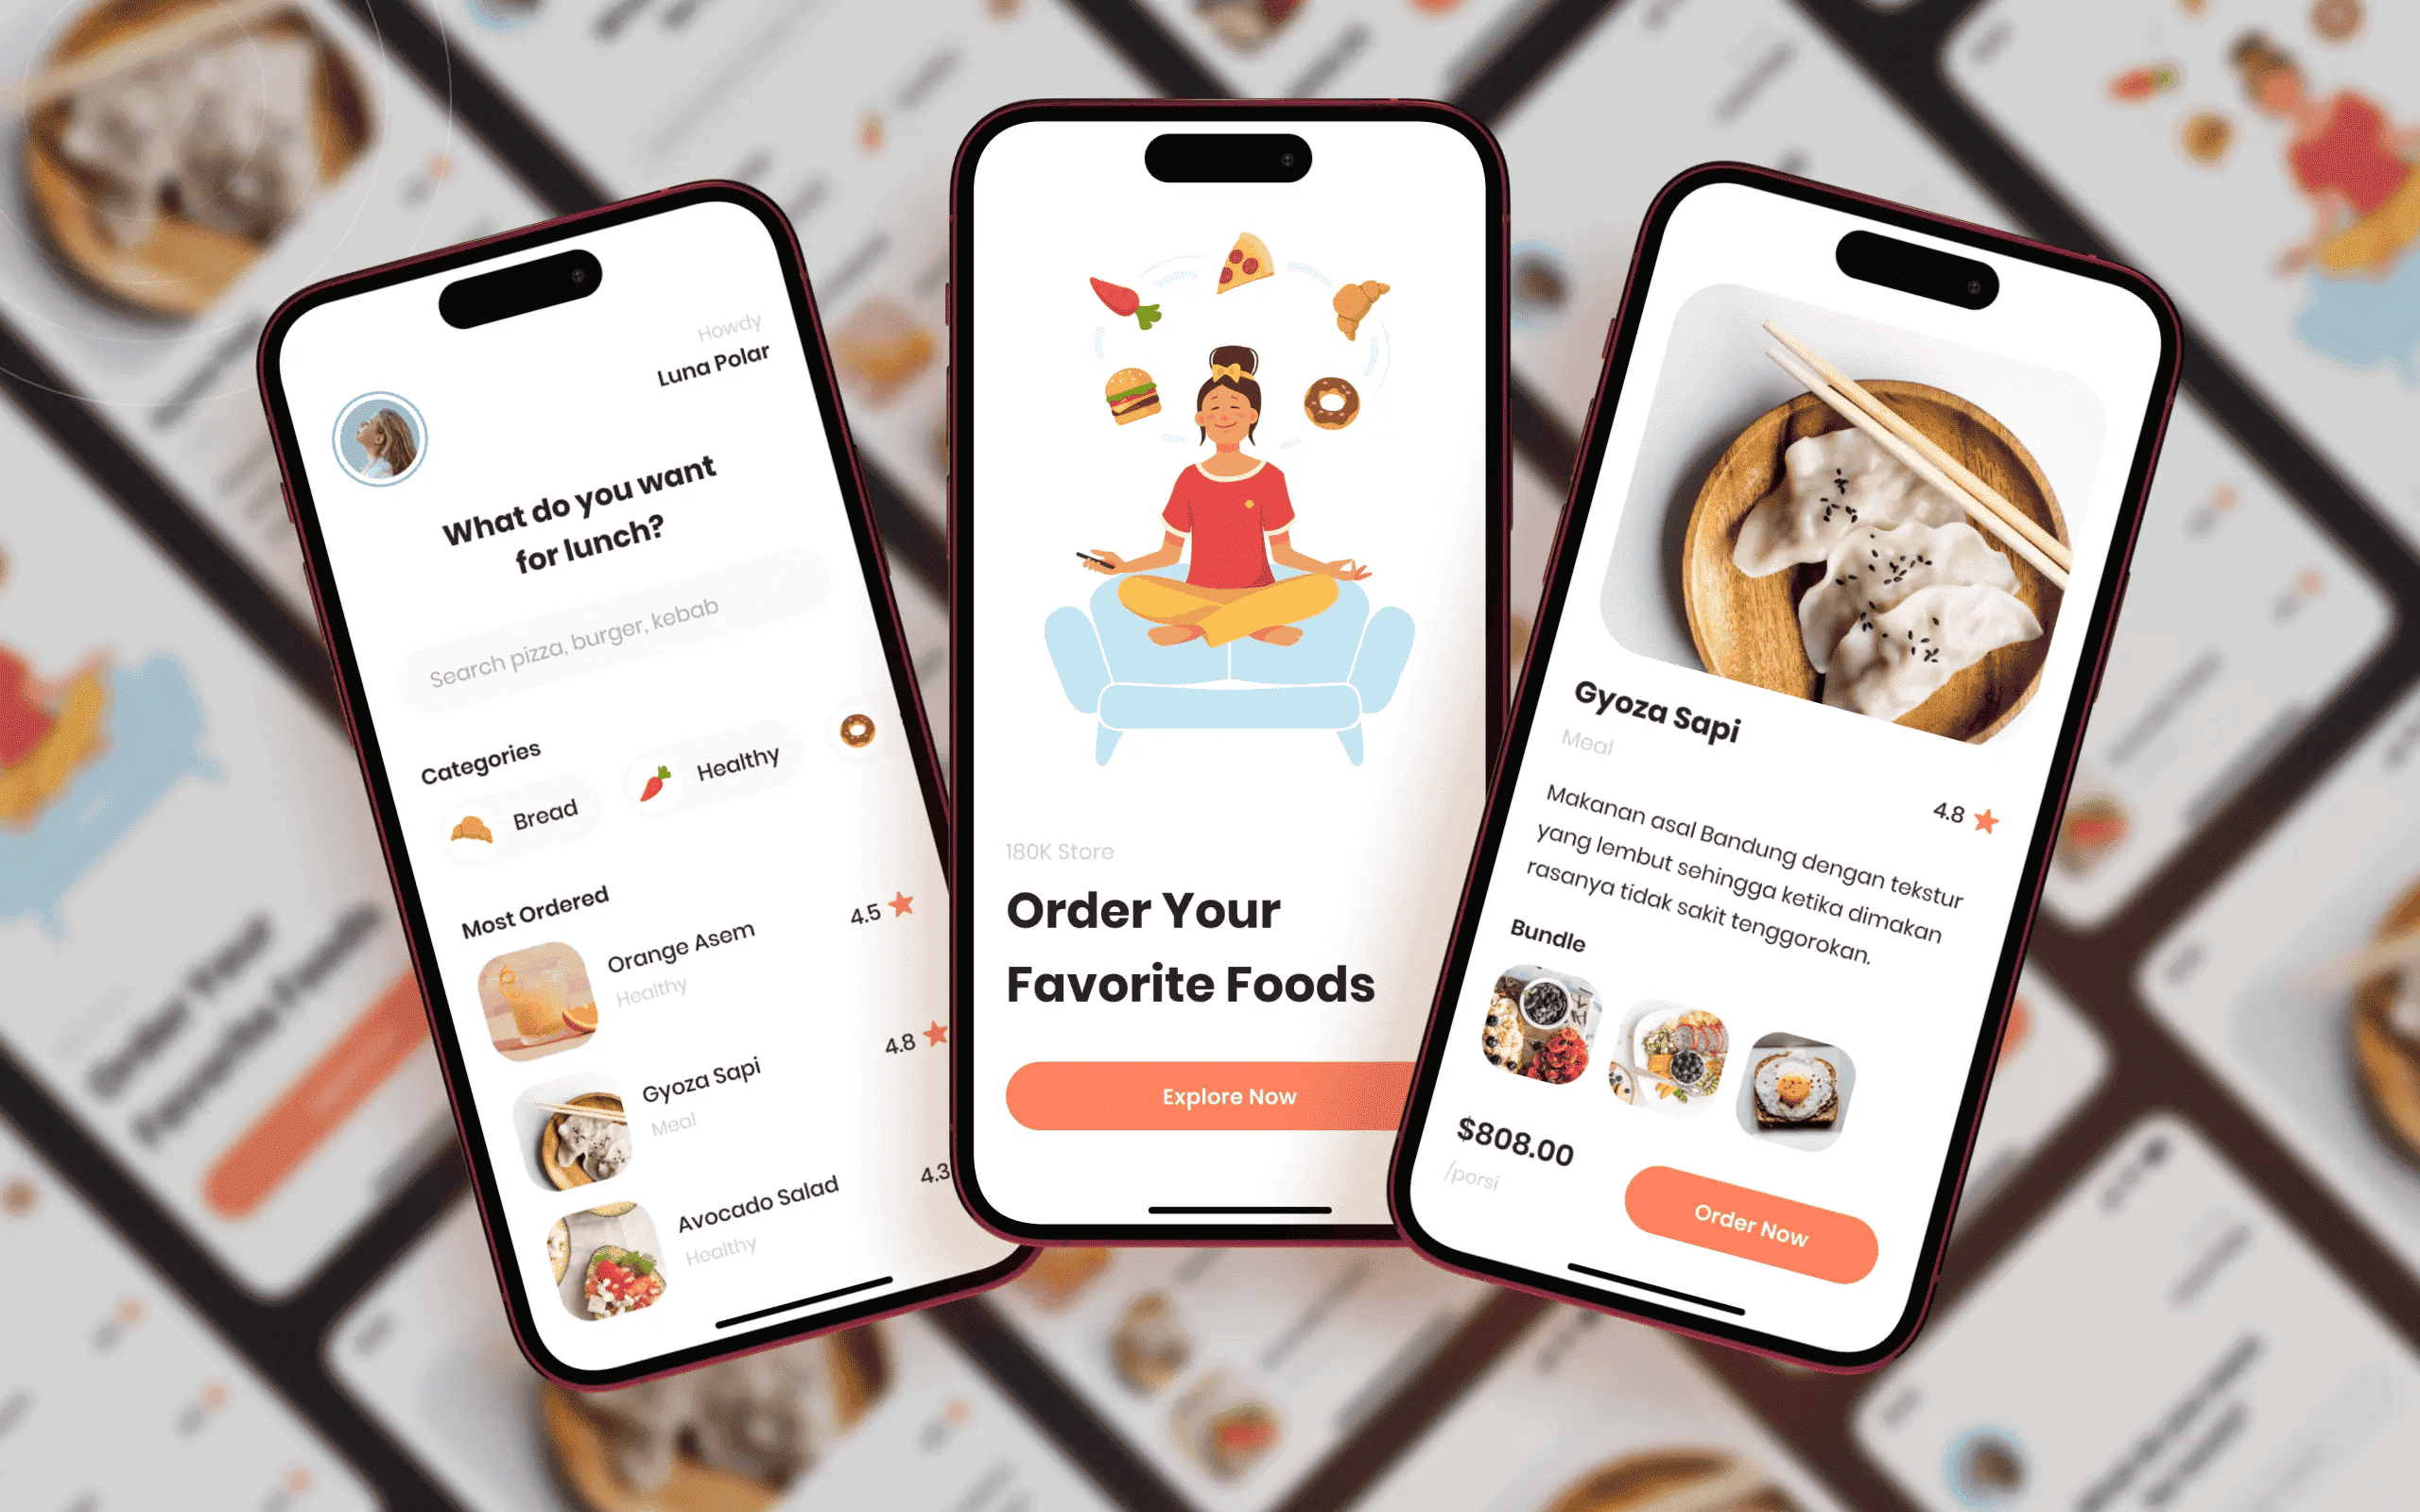 Howdy
Luna Polar
What do you want
for lunch?
Search pizza, burger, kebab
Categories
Bread
Healthy
Most Ordered
Orange Asem
Healthy
4.5
Gyoza Sapi
Meal
4.8
Avocado Salad
Healthy
4.3
180K Store
Order Your
Favorite Foods
Explore Now
Gyoza Sapi
Meal
4.8
Makanan asal Bandung dengan tekstur
yang lembut sehingga ketika dimakan
rasanya tidak sakit tenggorokan.
Bundle
$808.00
/porsi
Order Now